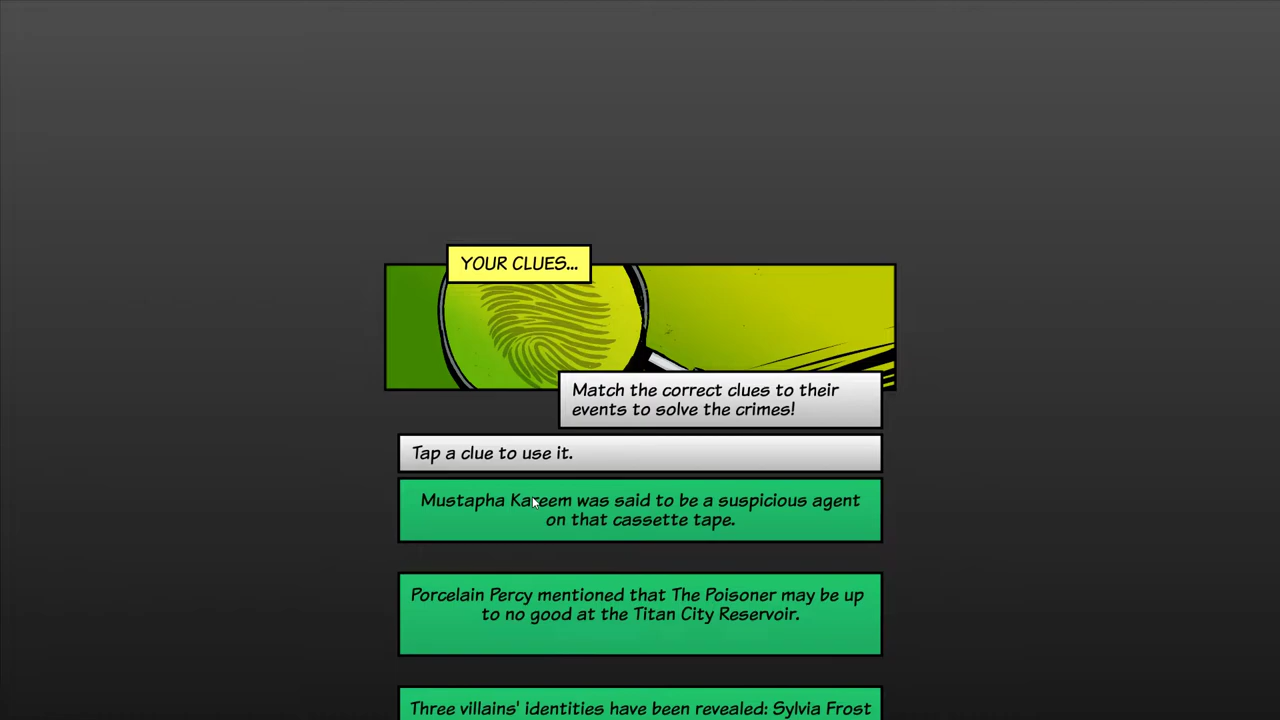 YOUR CLUES...
Match the correct clues to their
events to solve the crimes!
Tap a clue to use it.
Mustapha Kareem was said to be a suspicious agent
on that cassette tape.
Porcelain Percy mentioned that The Poisoner may be up
to no good at the Titan City Reservoir.
Three villains' identities have been revealed: Sylvia Frost